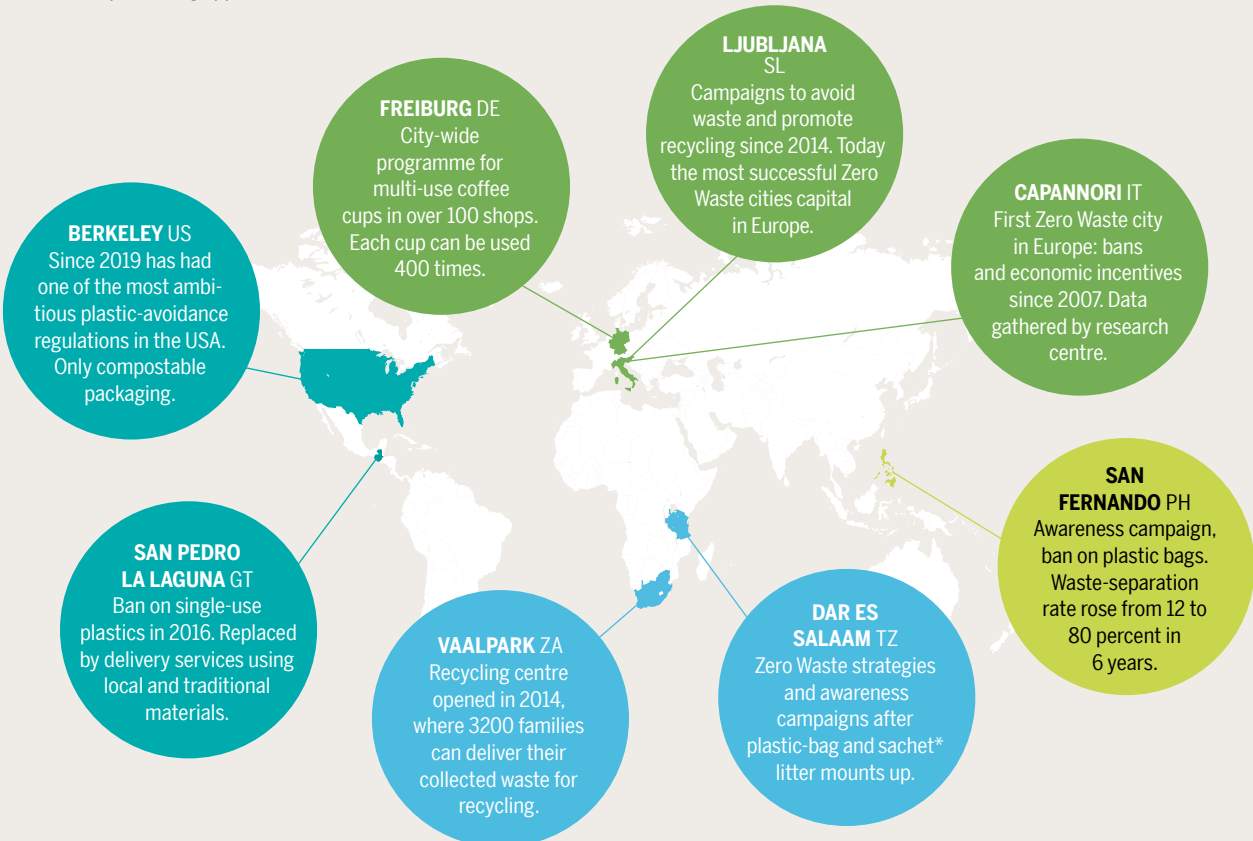 LJUBLJANA
SL
Campaigns to avoid
waste and promote
recycling since 2014. Today
the most successful Zero
Waste cities capital
in Europe.
FREIBURG DE
City-wide
programme for
multi-use coffee
cups in over 100 shops.
Each cup can be used
400 times.
CAPANNORI IT
First Zero Waste city
in Europe: bans
and economic incentives
since 2007. Data
gathered by research
centre.
BERKELEY US
Since 2019 has had
one of the most ambi-
tious plastic-avoidance
regulations in the USA.
Only compostable
packaging.
SAN
FERNANDO PH
Awareness campaign,
ban on plastic bags.
Waste-separation
rate rose from 12 to
80 percent in
6 years.
SAN PEDRO
LA LAGUNA GT
Ban on single-use
plastics in 2016. Replaced
by delivery services using
local and traditional
materials.
VAALPARK ZA
Recycling centre
opened in 2014,
where 3200 families
can deliver their
collected waste for
recycling.
DAR ES
SALAAM TZ
Zero Waste strategies
and awareness
campaigns after
plastic-bag and sachet*
litter mounts up.